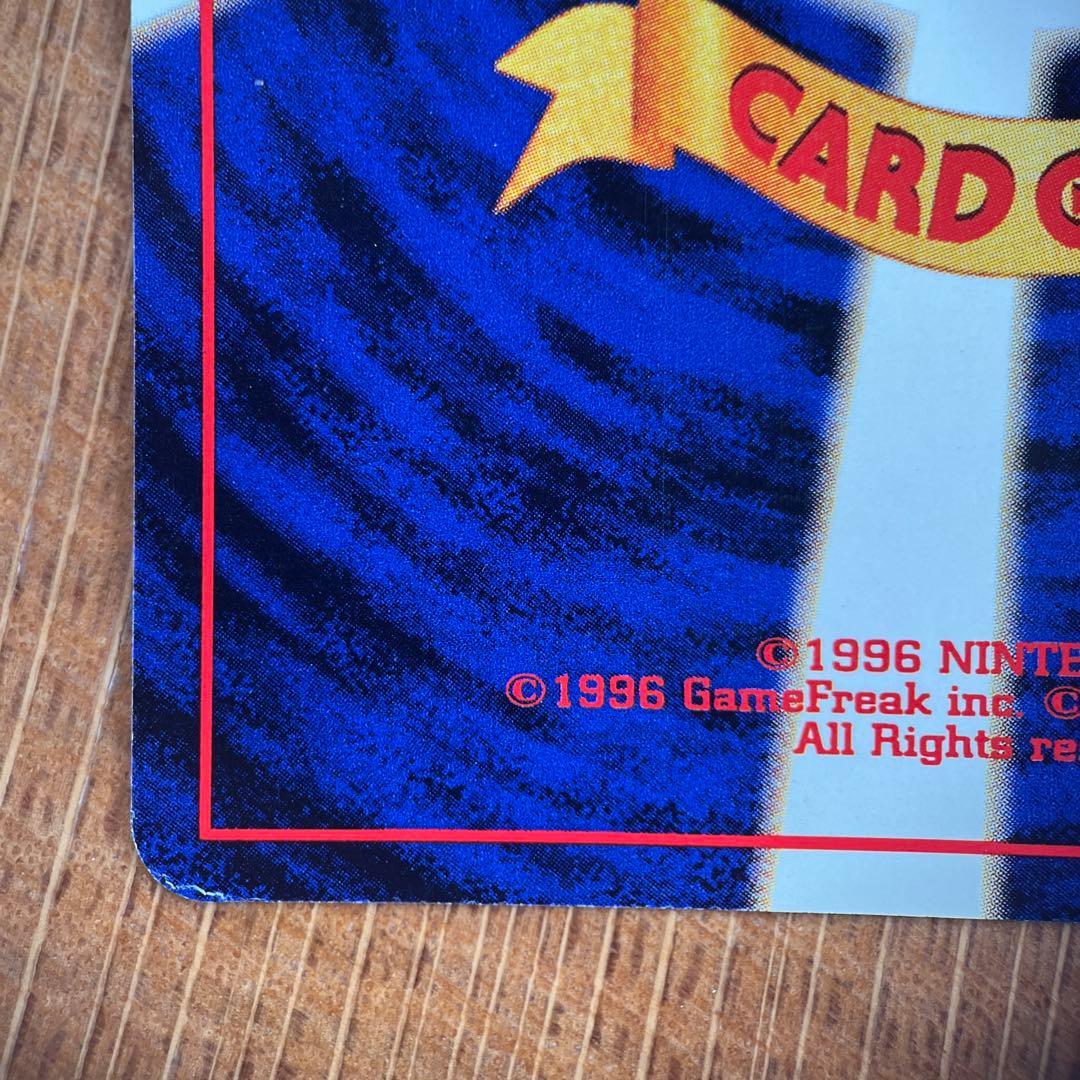 CARD
©1996 NINTE
©1996 GameFreak inc. ©
All Rights re